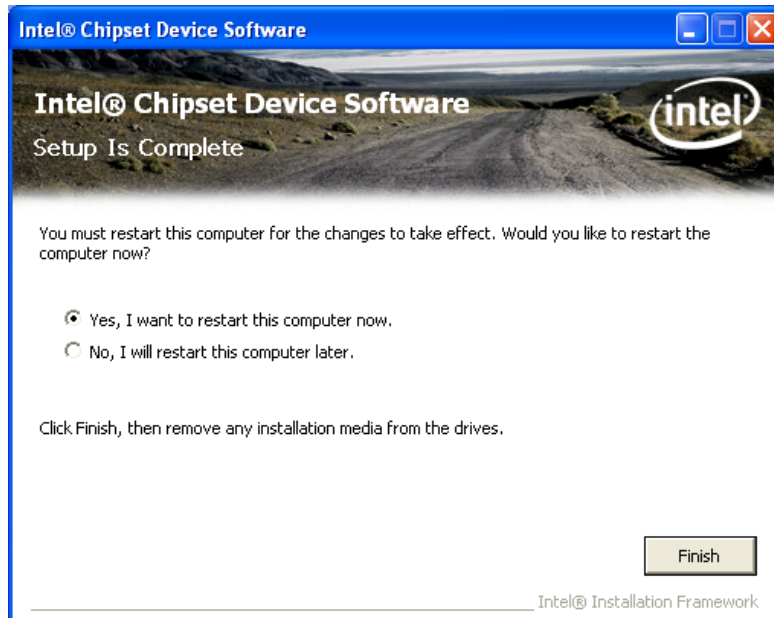 Intel® Chipset Device Software
Intel® Chipset Device Software
intel
Setup Is Complete
You must restart this computer for the changes to take effect. Would you like to restart the
computer now?
Yes, I want to restart this computer now.
No, I will restart this computer later.
Click Finish, then remove any installation media from the drives.
Finish
Intel® Installation Framework